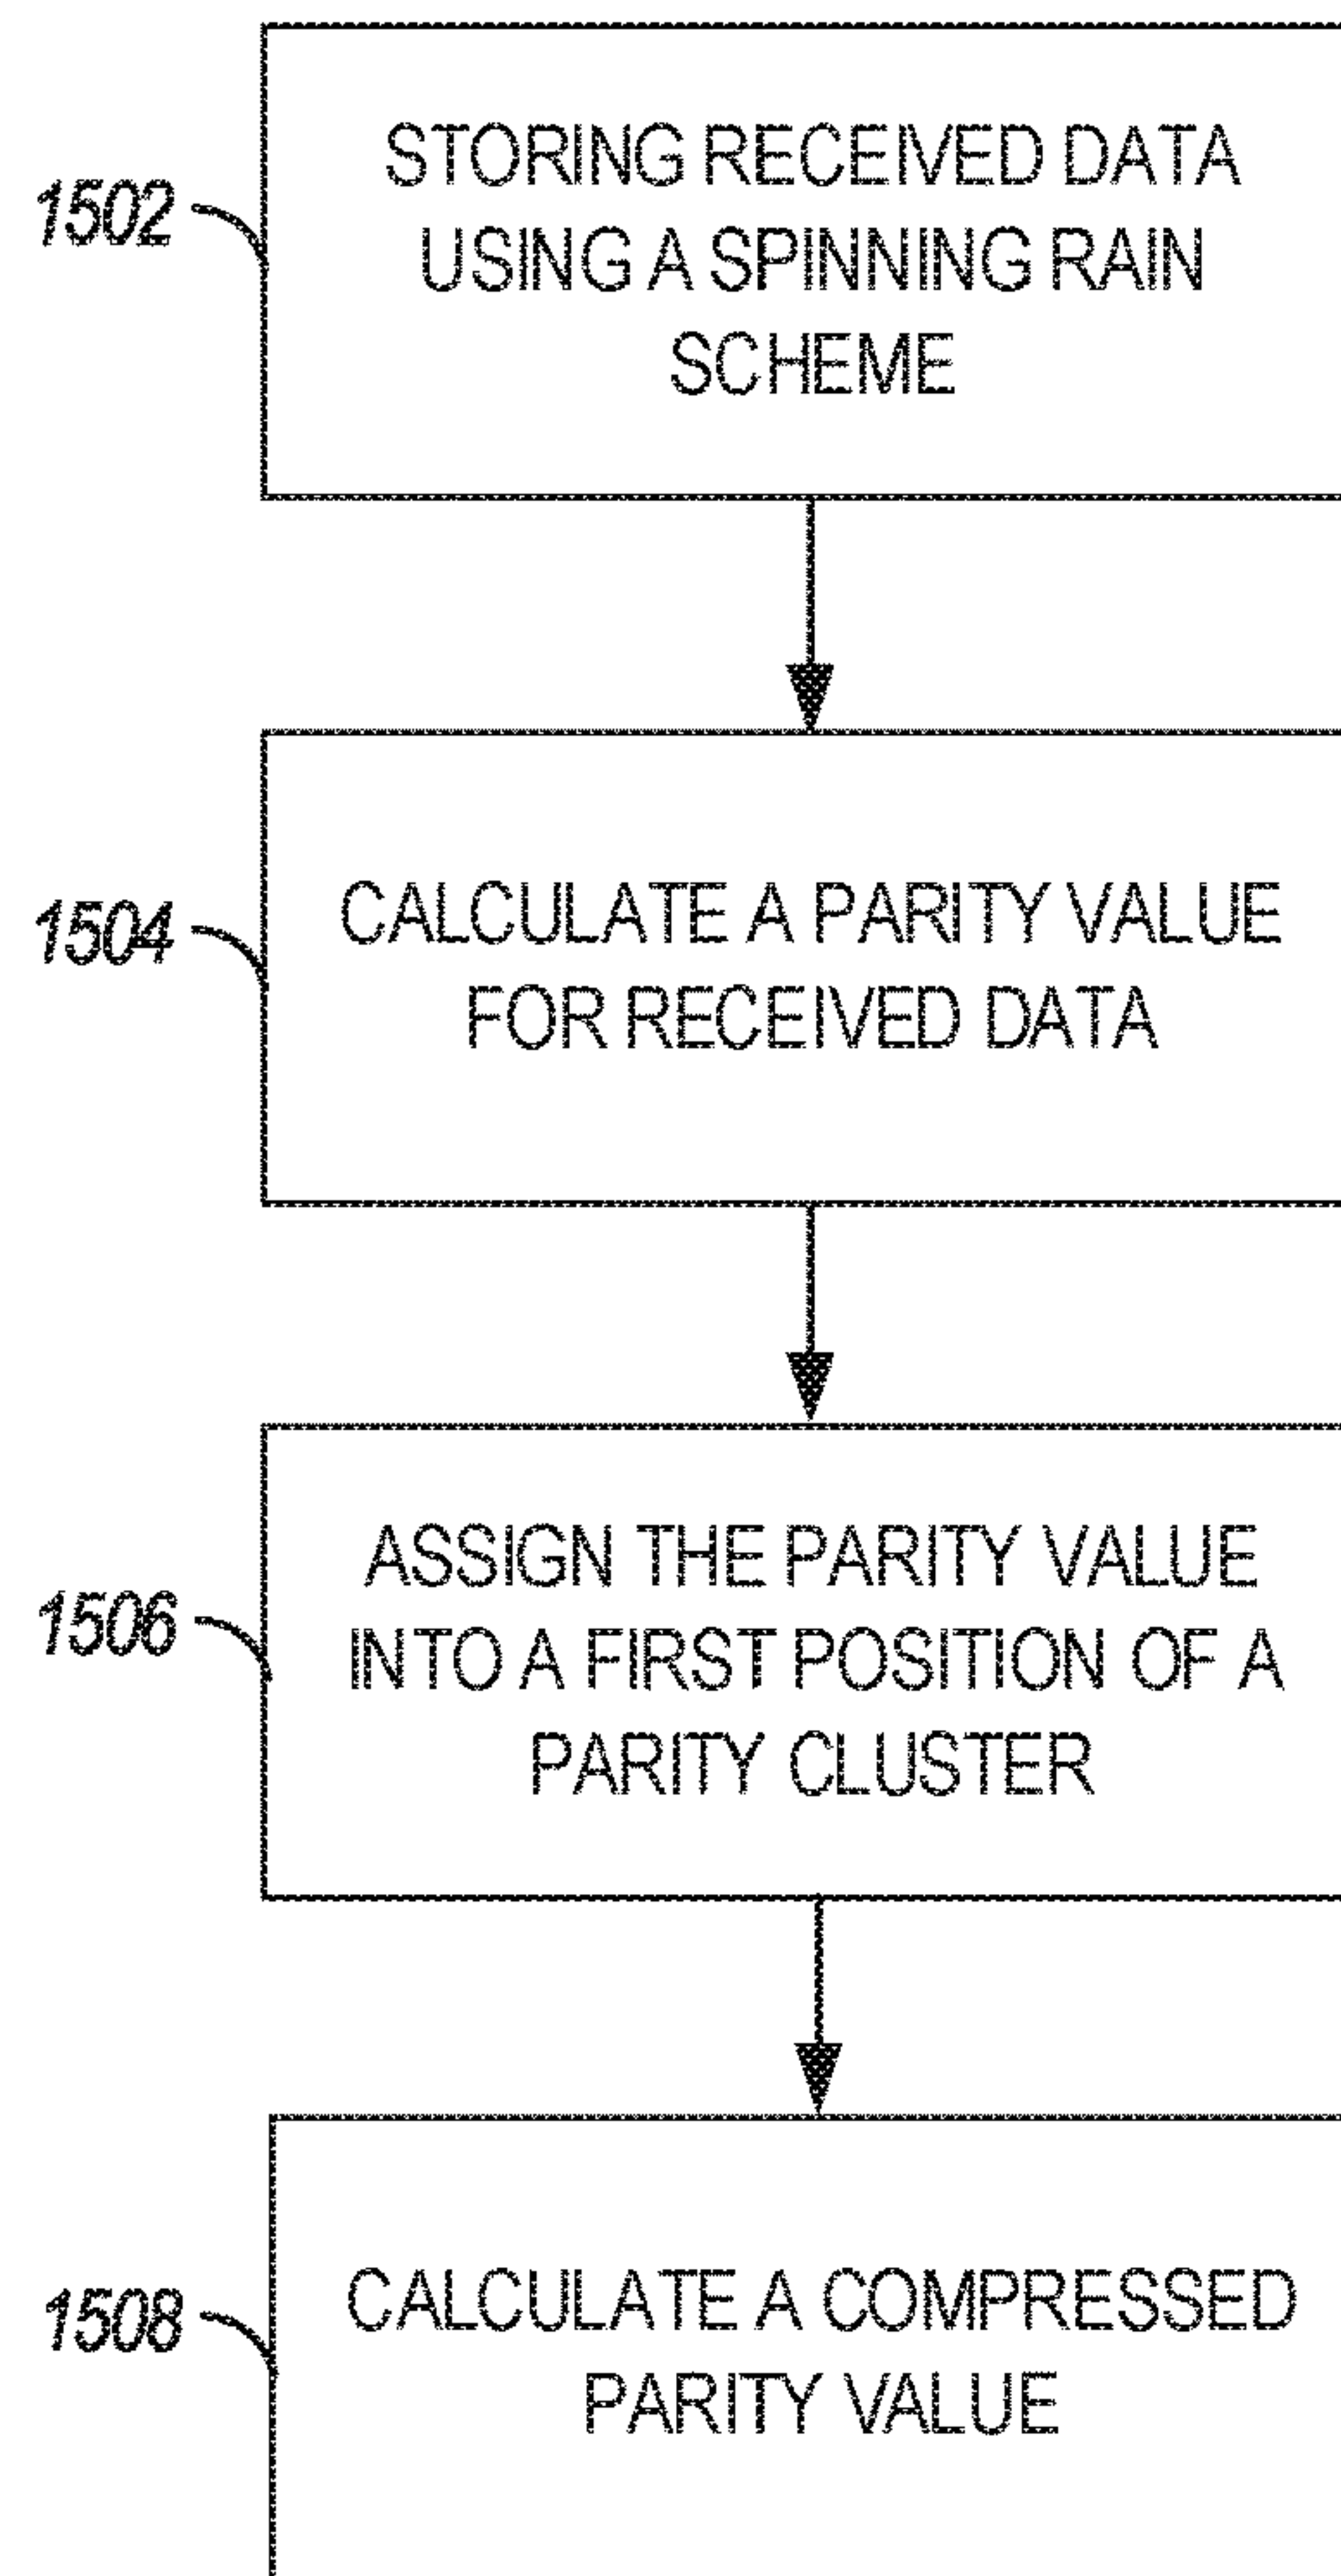 1502
STORING RECEIVED DATA
USING A SPINNING RAIN
SCHEME
1504
CALCULATE A PARITY VALUE
FOR RECEIVED DATA
1506
ASSIGN THE PARITY VALUE
INTO A FIRST POSITION OF A
PARITY CLUSTER
1508
CALCULATE A COMPRESSED
PARITY VALUE